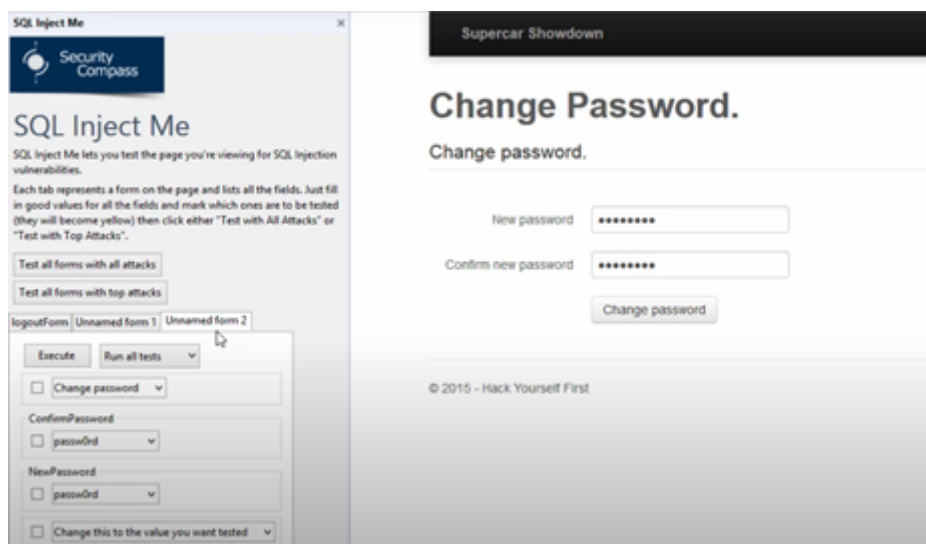 SQL Inject Me
Security
Compass
SQL Inject Me
SQL Inject Me lets you test the page you're viewing for SQL Injection
vulnerabilities.
Each tab represents a form on the page and lists all the fields. Just fill
in good values for all the fields and mark which ones are to be tested
(they will become yellow) then click either "Test with All Attacks" or
"Test with Top Attacks".
Test all forms with all attacks
Test all forms with top attacks
logoutForm Unnamed form 1 Unnamed form 2
Execute Run all tests
Change password
ConfirmPassword
passw0rd
NewPassword
passw0rd
Change this to the value you want tested
Supercar Showdown
Change Password.
Change password.
New password ••••••••
Confirm new password ••••••••
Change password
© 2015 - Hack Yourself First